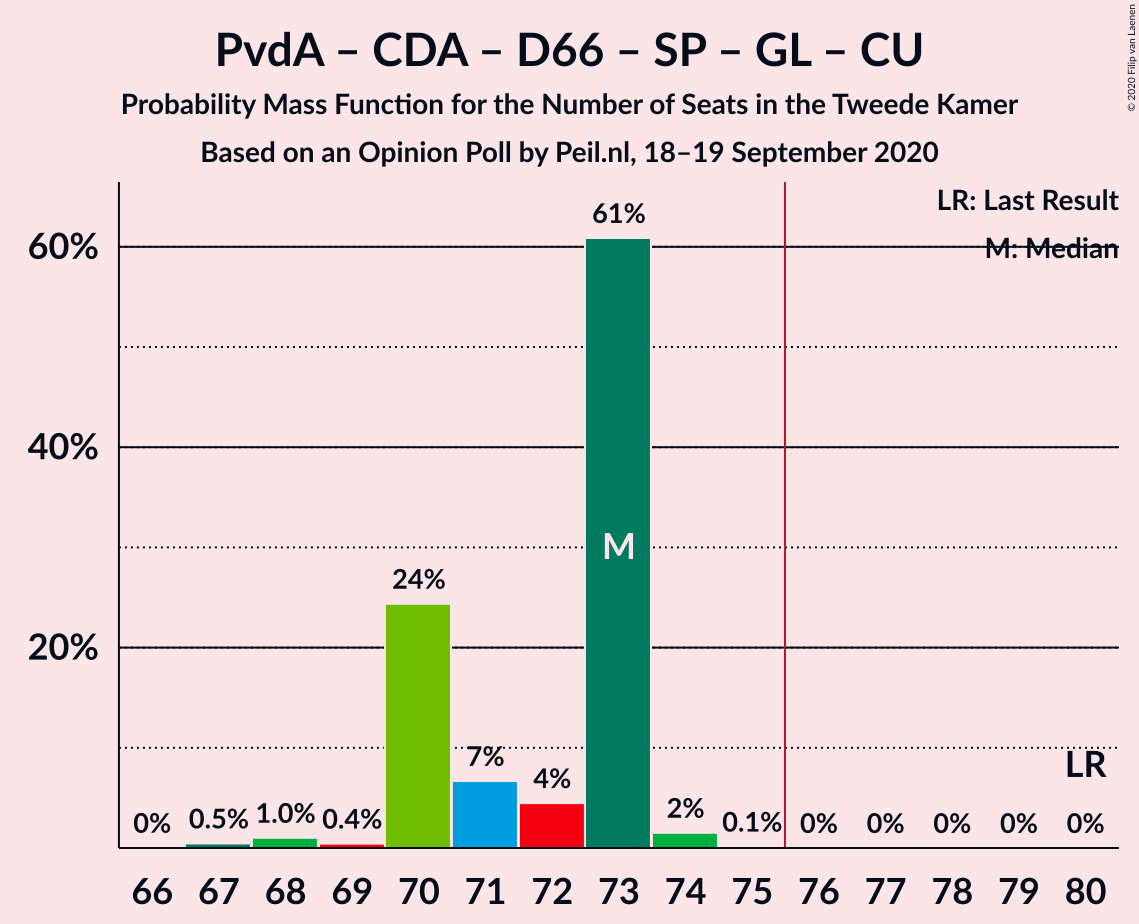 PvdA – CDA – D66 – SP – GL – CU
Probability Mass Function for the Number of Seats in the Tweede Kamer
Based on an Opinion Poll by Peil.nl, 18–19 September 2020
© 2020 Filip van Laenen
LR: Last Result
M: Median
60%
40%
20%
0% 0.5% 1.0% 0.4% 24% 7% 4% 61% 2% 0.1% 0% 0% 0% 0% 0%
M
LR
66 67 68 69 70 71 72 73 74 75 76 77 78 79 80